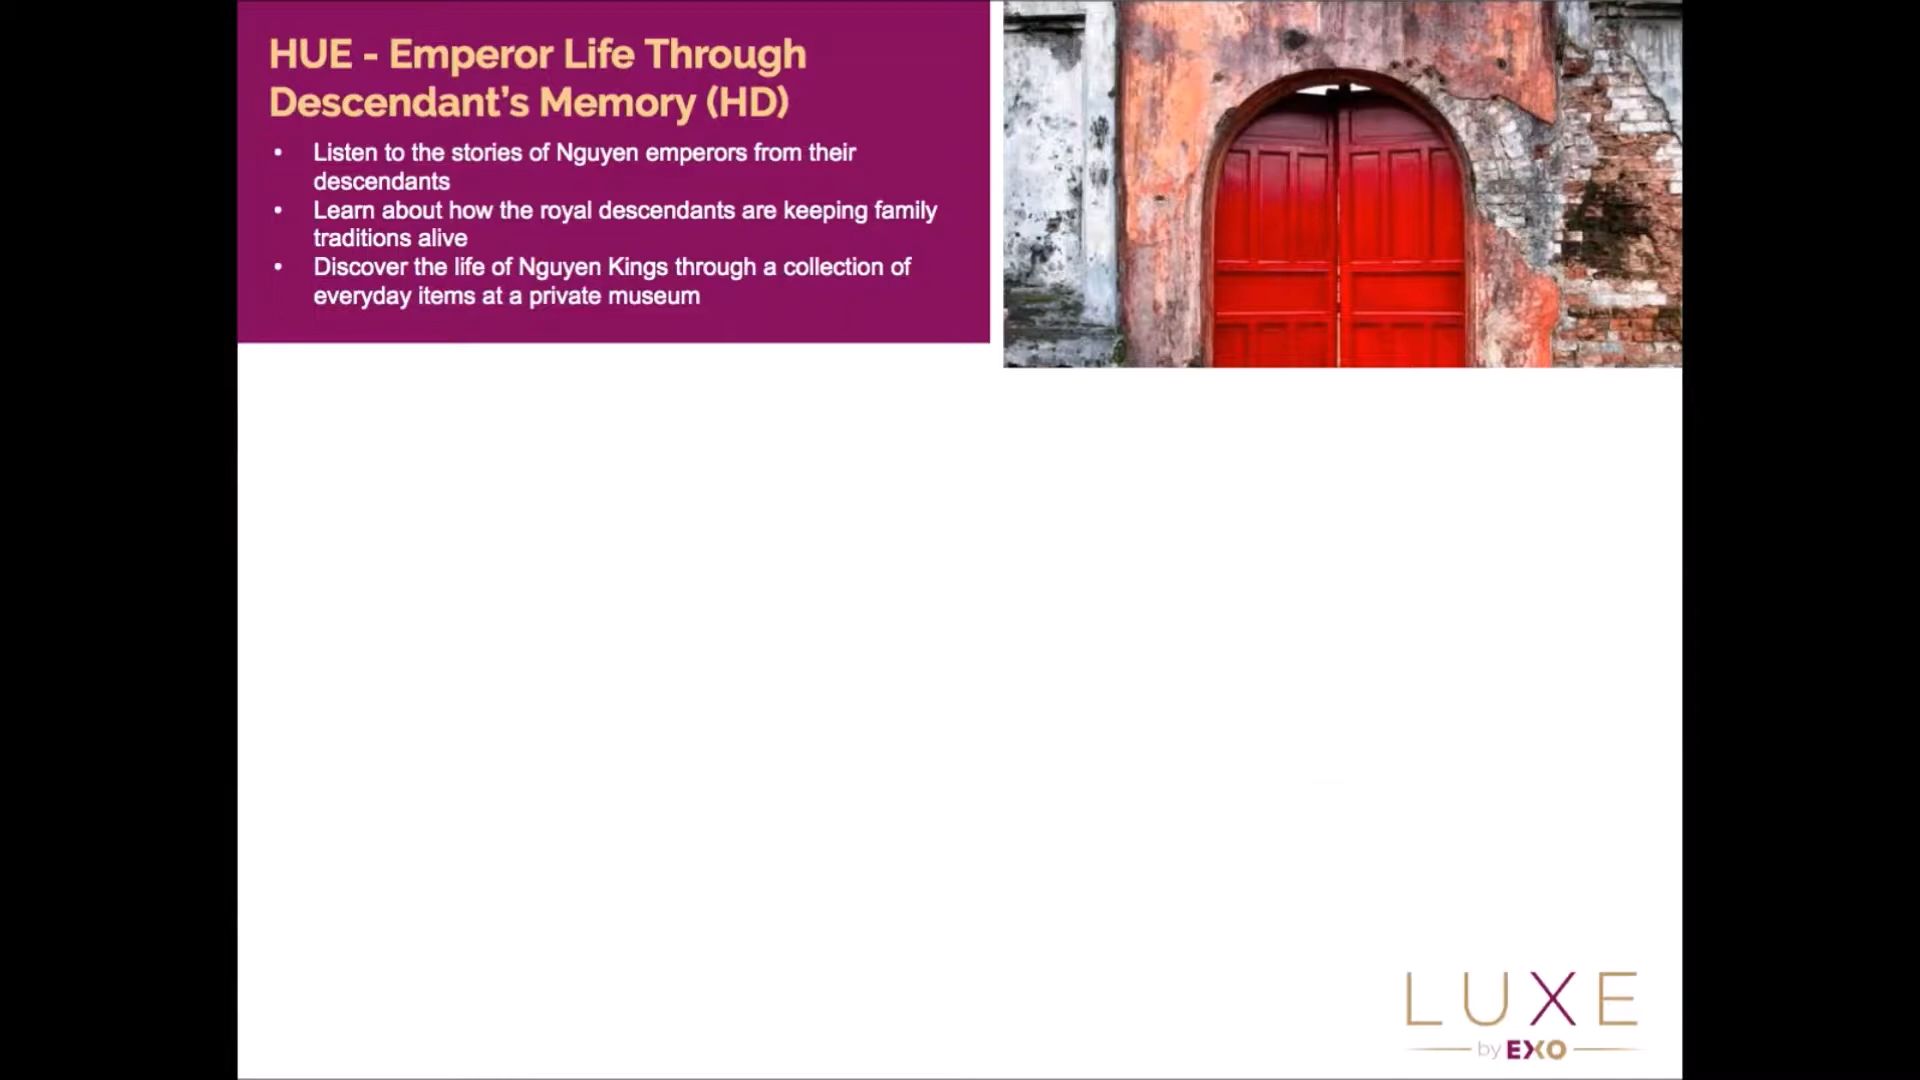 HUE - Emperor Life Through
Descendant's Memory (HD)
• Listen to the stories of Nguyen emperors from their
descendants
• Learn about how the royal descendants are keeping family
traditions alive
• Discover the life of Nguyen Kings through a collection of
everyday items at a private museum
LUXE
by EXO